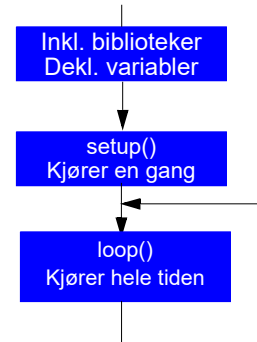 Inkl. biblioteker
Dekl. variabler
setup()
Kjører en gang
loop()
Kjører hele tiden